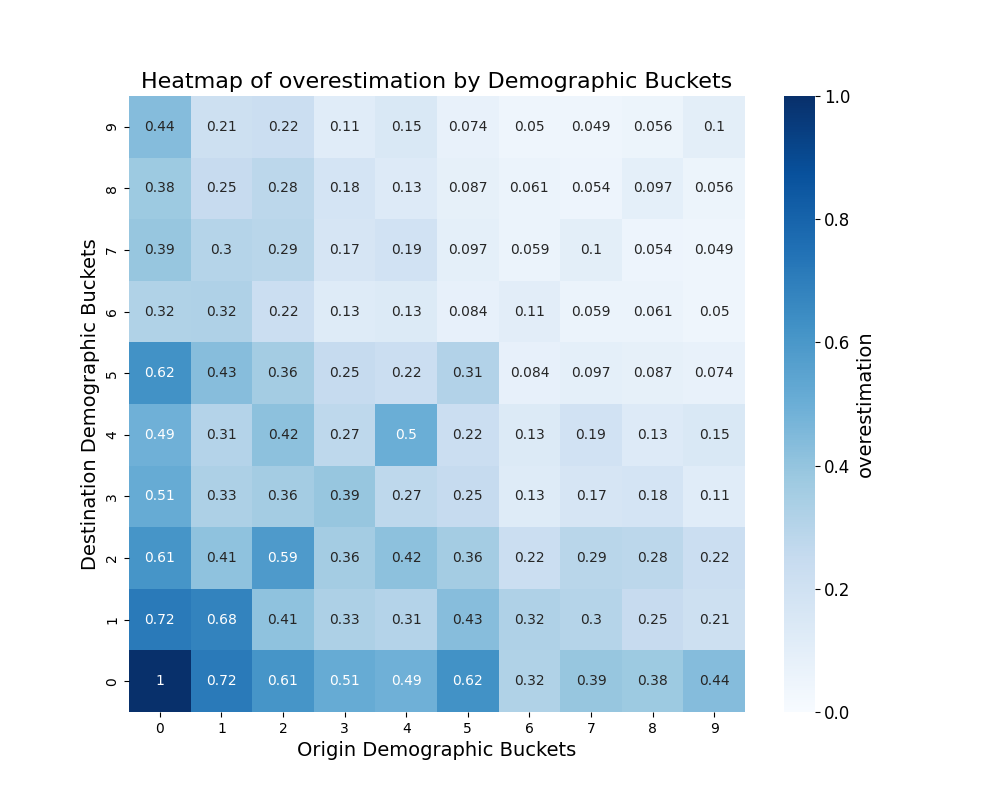 Heatmap of overestimation by Demographic Buckets
9 0.44 0.21 0.22 0.11 0.15 0.074 0.05 0.049 0.056 0.1
8 0.38 0.25 0.28 0.18 0.13 0.087 0.061 0.054 0.097 0.056
7 0.39 0.3 0.29 0.17 0.19 0.097 0.059 0.1 0.054 0.049
6 0.32 0.32 0.22 0.13 0.13 0.084 0.11 0.059 0.061 0.05
5 0.62 0.43 0.36 0.25 0.22 0.31 0.084 0.097 0.087 0.074
4 0.49 0.31 0.42 0.27 0.5 0.22 0.13 0.19 0.13 0.15
3 0.51 0.33 0.36 0.39 0.27 0.25 0.13 0.17 0.18 0.11
2 0.61 0.41 0.59 0.36 0.42 0.36 0.22 0.29 0.28 0.22
1 0.72 0.68 0.41 0.33 0.31 0.43 0.32 0.3 0.25 0.21
0 1 0.72 0.61 0.51 0.49 0.62 0.32 0.39 0.38 0.44
0 1 2 3 4 5 6 7 8 9
Origin Demographic Buckets
Destination Demographic Buckets
1.0
0.8
0.6
0.4
0.2
0.0
overestimation